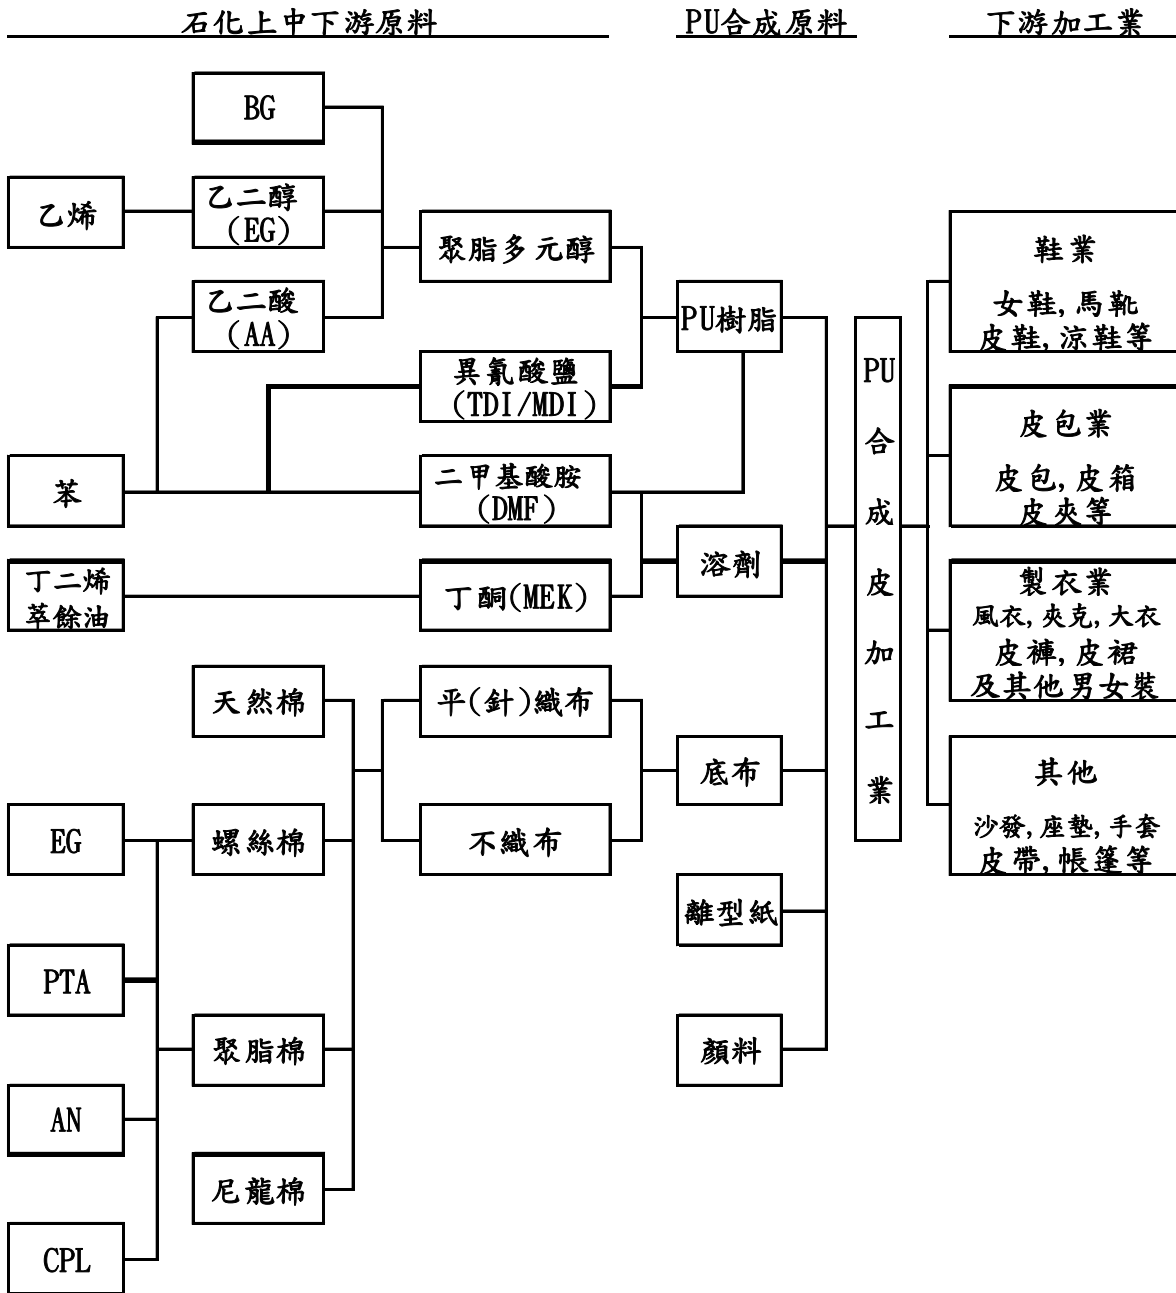 石化上中下游原料
PU合成原料
下游加工業
BG
乙烯
乙二醇
(EG)
聚脂多元醇
乙二酸
(AA)
PU樹脂
異氰酸鹽
(TDI/MDI)
苯
二甲基酸胺
(DMF)
溶劑
丁二烯
萃餘油
丁酮(MEK)
天然棉
平(針)織布
底布
EG
螺絲棉
不織布
離型紙
PTA
聚脂棉
顏料
AN
尼龍棉
CPL
PU
合
成
皮
加
工
業
鞋業
女鞋,馬靴
皮鞋,涼鞋等
皮包業
皮包,皮箱
皮夾等
製衣業
風衣,夾克,大衣
皮褲,皮裙
及其他男女裝
其他
沙發,座墊,手套
皮帶,帳篷等